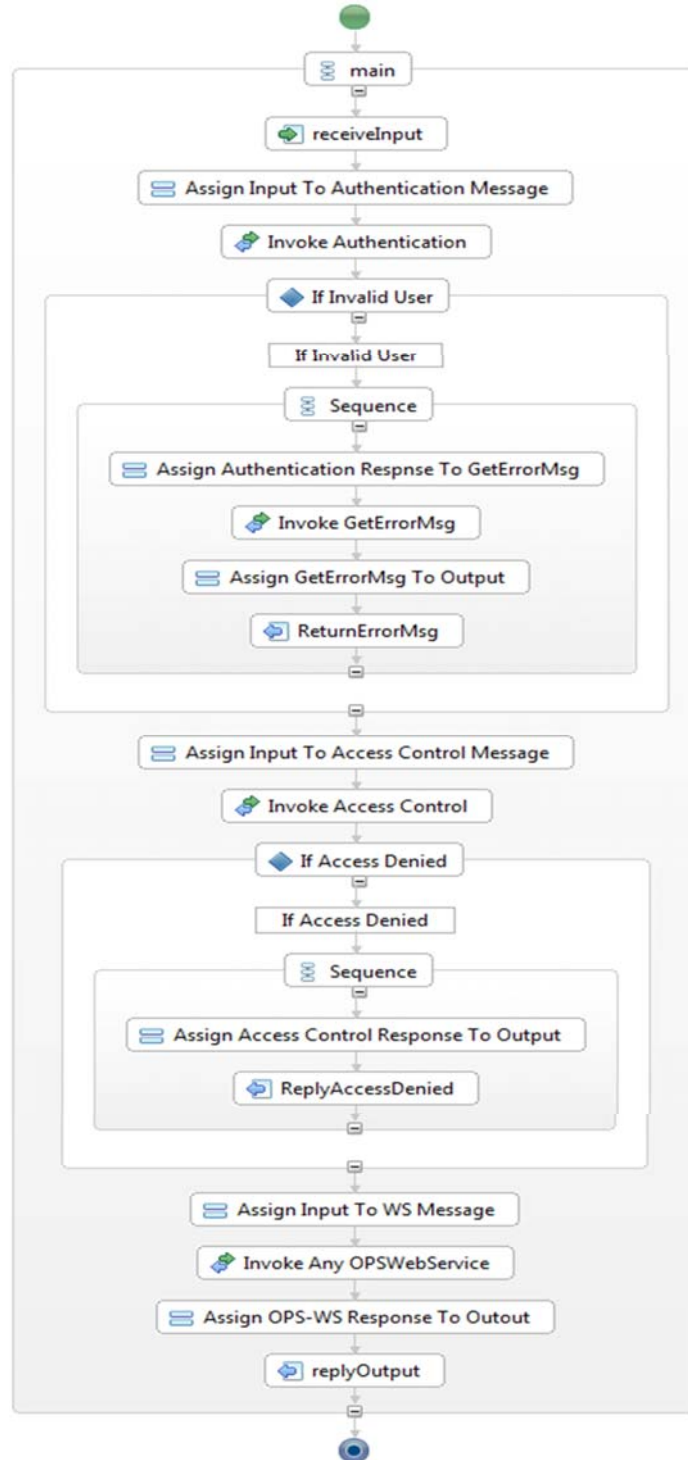 main
receiveInput
Assign Input To Authentication Message
Invoke Authentication
If Invalid User
If Invalid User
Sequence
Assign Authentication Respnse To GetErrorMsg
Invoke GetErrorMsg
Assign GetErrorMsg To Output
ReturnErrorMsg
Assign Input To Access Control Message
Invoke Access Control
If Access Denied
If Access Denied
Sequence
Assign Access Control Response To Output
ReplyAccessDenied
Assign Input To WS Message
Invoke Any OPSWebService
Assign OPS-WS Response To Outout
replyOutput